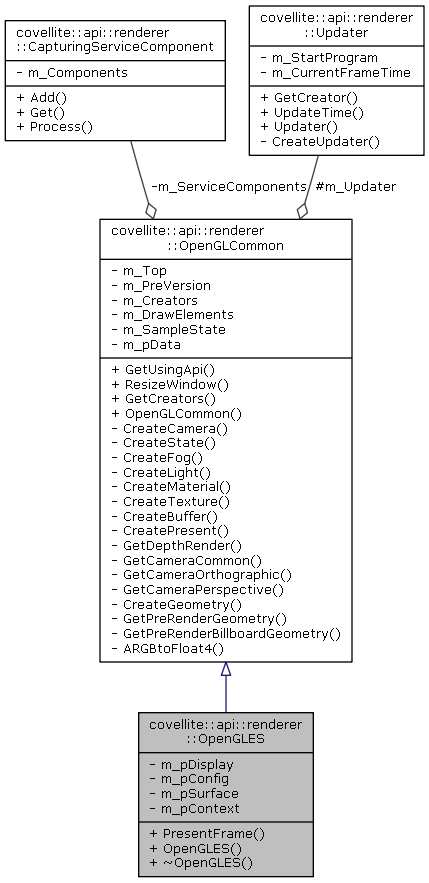 covellite::api::renderer
::CapturingServiceComponent
- m_Components
+ Add()
+ Get()
+ Process()
covellite::api::renderer
::Updater
- m_StartProgram
- m_CurrentFrameTime
+ GetCreator()
+ UpdateTime()
+ Updater()
- CreateUpdater()
-m_ServiceComponents
#m_Updater
covellite::api::renderer
::OpenGLCommon
- m_Top
- m_PreVersion
- m_Creators
- m_DrawElements
- m_SampleState
- m_pData
+ GetUsingApi()
+ ResizeWindow()
+ GetCreators()
+ OpenGLCommon()
- CreateCamera()
- CreateState()
- CreateFog()
- CreateLight()
- CreateMaterial()
- CreateTexture()
- CreateBuffer()
- CreatePresent()
- GetDepthRender()
- GetCameraCommon()
- GetCameraOrthographic()
- GetCameraPerspective()
- CreateGeometry()
- GetPreRenderGeometry()
- GetPreRenderBillboardGeometry()
- ARGBtoFloat4()
covellite::api::renderer
::OpenGLES
- m_pDisplay
- m_pConfig
- m_pSurface
- m_pContext
+ PresentFrame()
+ OpenGLES()
+ ~OpenGLES()